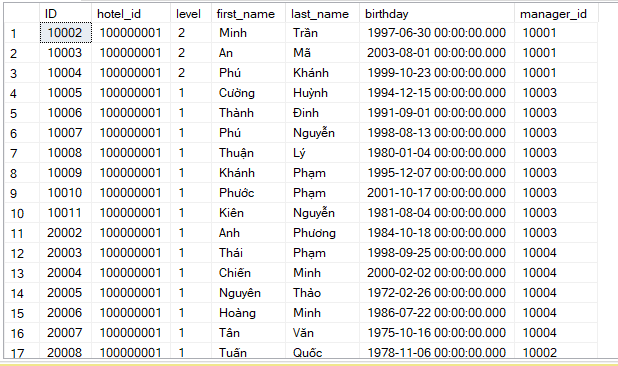 ID hotel_id level first_name last_name birthday manager_id
1 10002 100000001 2 Minh Trần 1997-06-30 00:00:00.000 10001
2 10003 100000001 2 An Mã 2003-08-01 00:00:00.000 10001
3 10004 100000001 2 Phú Khánh 1999-10-23 00:00:00.000 10001
4 10005 100000001 1 Cường Huỳnh 1994-12-15 00:00:00.000 10003
5 10006 100000001 1 Thành Đinh 1991-09-01 00:00:00.000 10003
6 10007 100000001 1 Phú Nguyễn 1998-08-13 00:00:00.000 10003
7 10008 100000001 1 Thuận Lý 1980-01-04 00:00:00.000 10003
8 10009 100000001 1 Khánh Phạm 1995-12-07 00:00:00.000 10003
9 10010 100000001 1 Phước Phạm 2001-10-17 00:00:00.000 10003
10 10011 100000001 1 Kiên Nguyễn 1981-08-04 00:00:00.000 10003
11 20002 100000001 1 Anh Phương 1984-10-18 00:00:00.000 10003
12 20003 100000001 1 Thái Phạm 1998-09-25 00:00:00.000 10004
13 20004 100000001 1 Chiến Minh 2000-02-02 00:00:00.000 10004
14 20005 100000001 1 Nguyên Thảo 1972-02-26 00:00:00.000 10004
15 20006 100000001 1 Hoàng Minh 1986-07-22 00:00:00.000 10004
16 20007 100000001 1 Tân Văn 1975-10-16 00:00:00.000 10004
17 20008 100000001 1 Tuấn Quốc 1978-11-06 00:00:00.000 10002